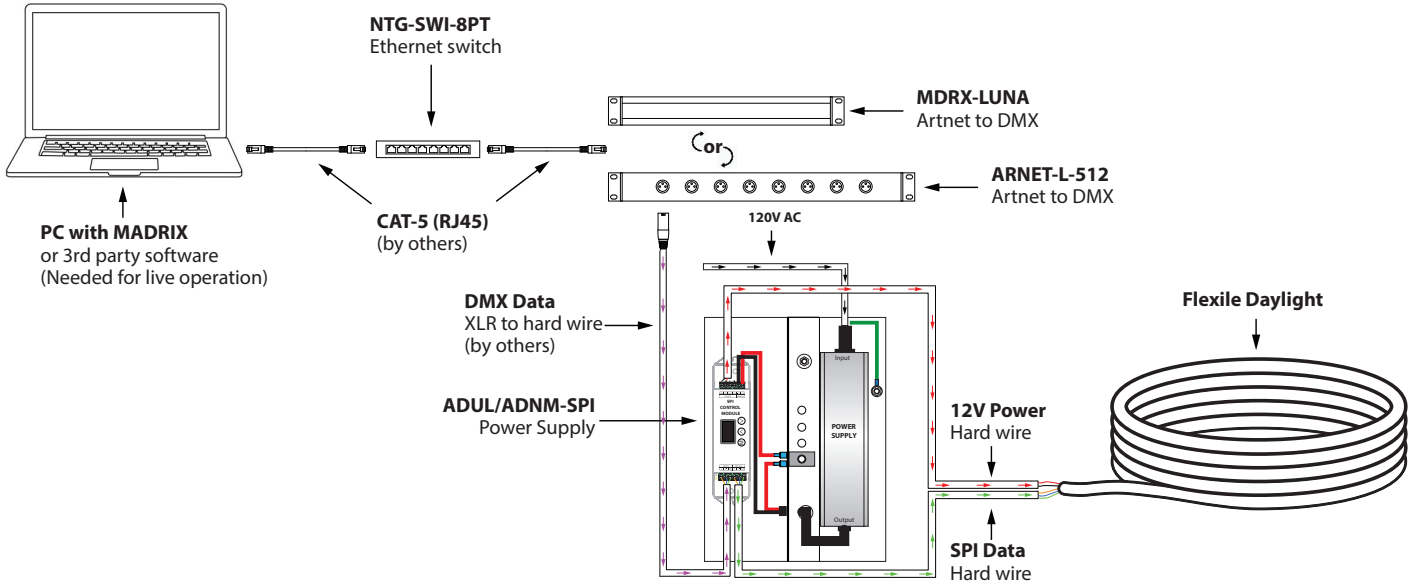 NTG-SWI-8PT
Ethernet switch
MDRX-LUNA
Artnet to DMX
or
ARNET-L-512
Artnet to DMX
PC with MADRIX
or 3rd party software
(Needed for live operation)
CAT-5 (RJ45)
(by others)
120V AC
DMX Data
XLR to hard wire
(by others)
Flexile Daylight
Input
SPI
CONTROL
MODULE
POWER
SUPPLY
ADUL/ADNM-SPI
Power Supply
12V Power
Hard wire
Output
SPI Data
Hard wire